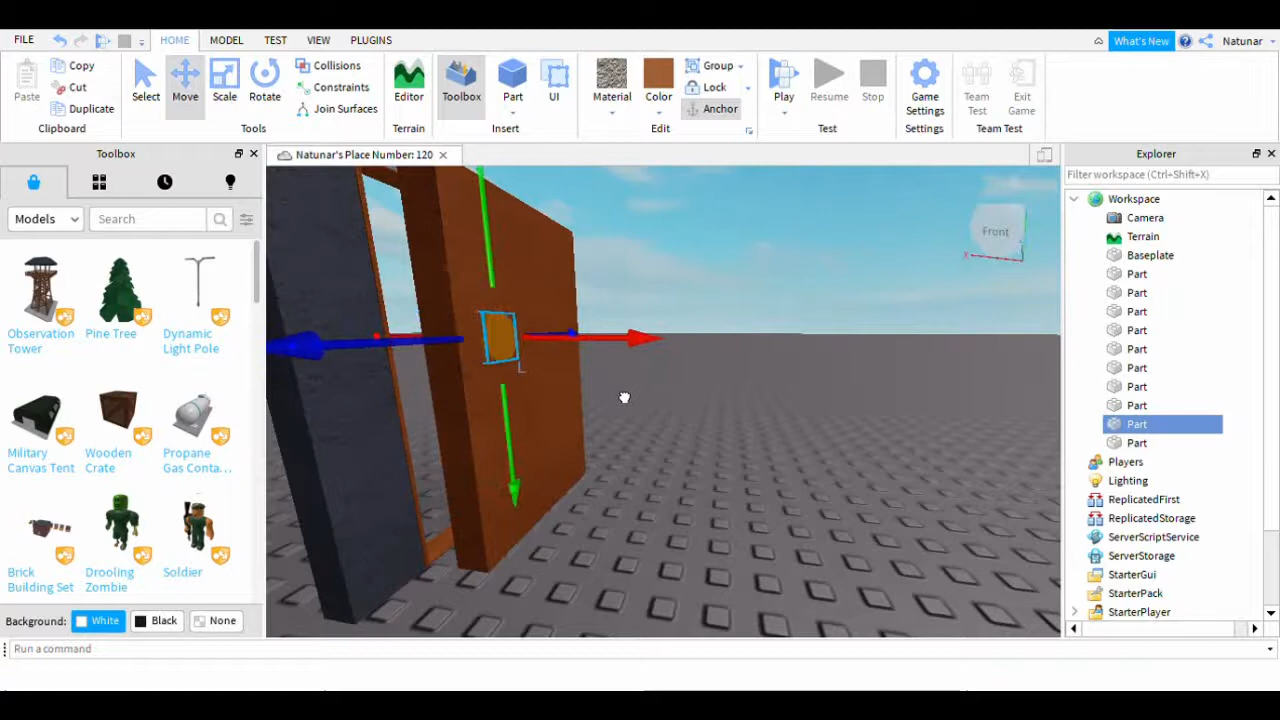 FILE HOME MODEL TEST VIEW PLUGINS What's New Natunar
Paste Copy Cut Duplicate
Select Move Scale Rotate Collisions Constraints Join Surfaces
Editor Toolbox Part UI Material Color Group Lock Anchor
Play Resume Stop Game Settings Team Test Exit Game
Clipboard Tools Terrain Insert Edit Test Settings Team Test
Toolbox
Natunar's Place Number: 120
Explorer
Models Search
Filter workspace (Ctrl+Shift+X)
Observation Tower
Pine Tree
Dynamic Light Pole
Military Canvas Tent
Wooden Crate
Propane Gas Conta...
Brick Building Set
Drooling Zombie
Soldier
Background: White Black None
Run a command
Front
X
L
Workspace
Camera
Terrain
Baseplate
Part
Part
Part
Part
Part
Part
Part
Part
Part
Part
Players
Lighting
ReplicatedFirst
ReplicatedStorage
ServerScriptService
ServerStorage
StarterGui
StarterPack
StarterPlayer